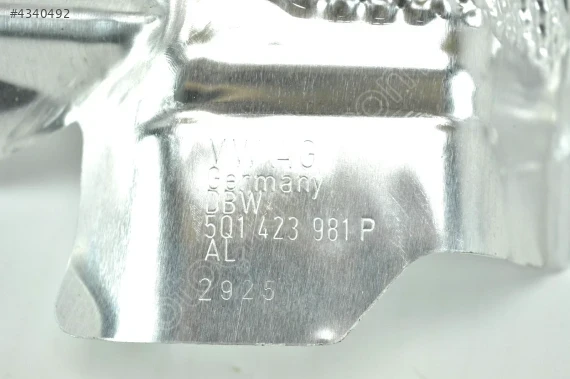 #4340492
VW AG
Germany
DBW
5Q1 423 981 P
AL
2925